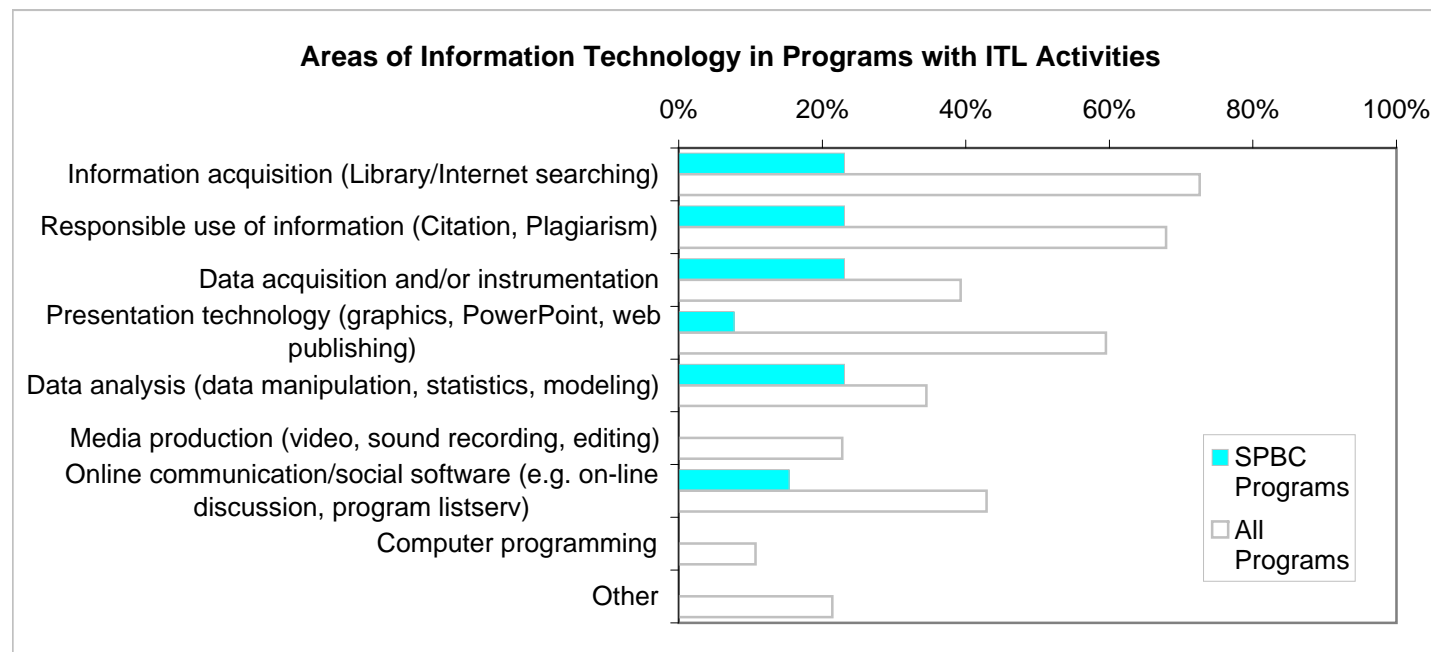 Areas of Information Technology in Programs with ITL Activities
0% 20% 40% 60% 80% 100%
Information acquisition (Library/Internet searching)
Responsible use of information (Citation, Plagiarism)
Data acquisition and/or instrumentation
Presentation technology (graphics, PowerPoint, web
publishing)
Data analysis (data manipulation, statistics, modeling)
Media production (video, sound recording, editing)
Online communication/social software (e.g. on-line
discussion, program listserv)
Computer programming
Other
SPBC
Programs
All
Programs